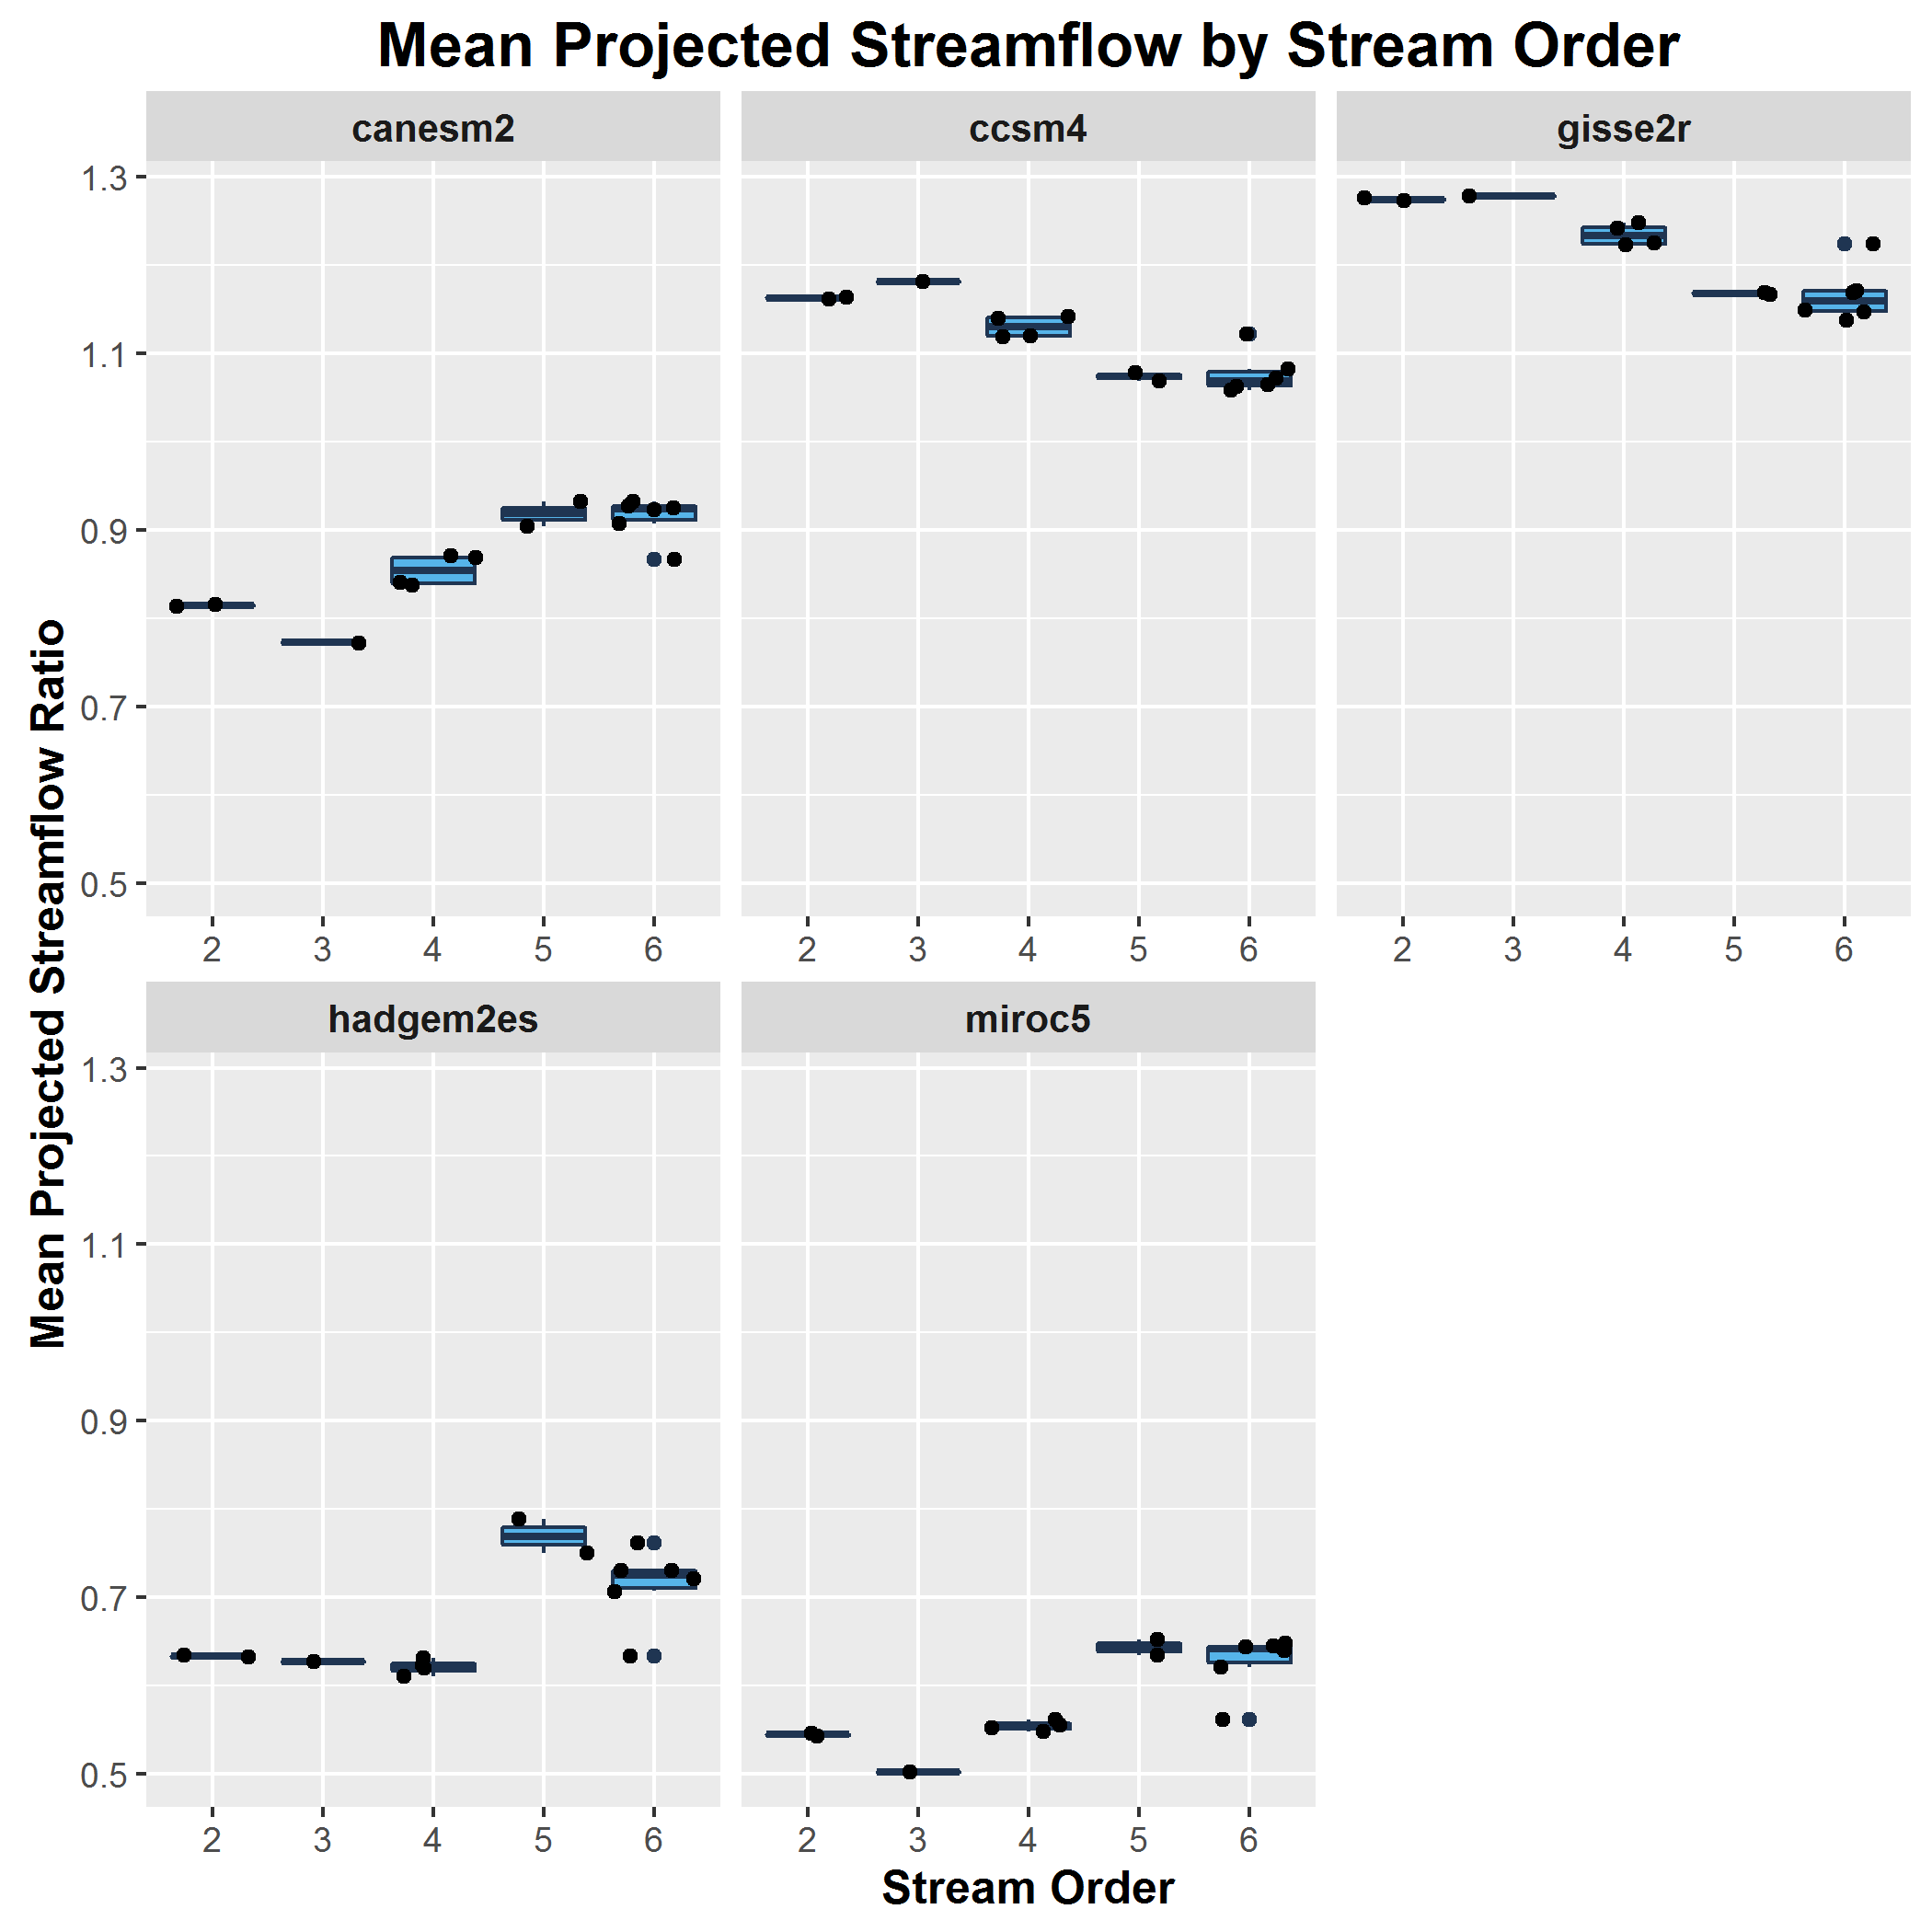 Mean Projected Streamflow by Stream Order
canesm2
ccsm4
gisse2r
1.3
1.1
0.9
0.7
0.5
2 3 4 5 6
2 3 4 5 6
2 3 4 5 6
Mean Projected Streamflow Ratio
hadgem2es
miroc5
1.3
1.1
0.9
0.7
0.5
2 3 4 5 6
2 3 4 5 6
Stream Order